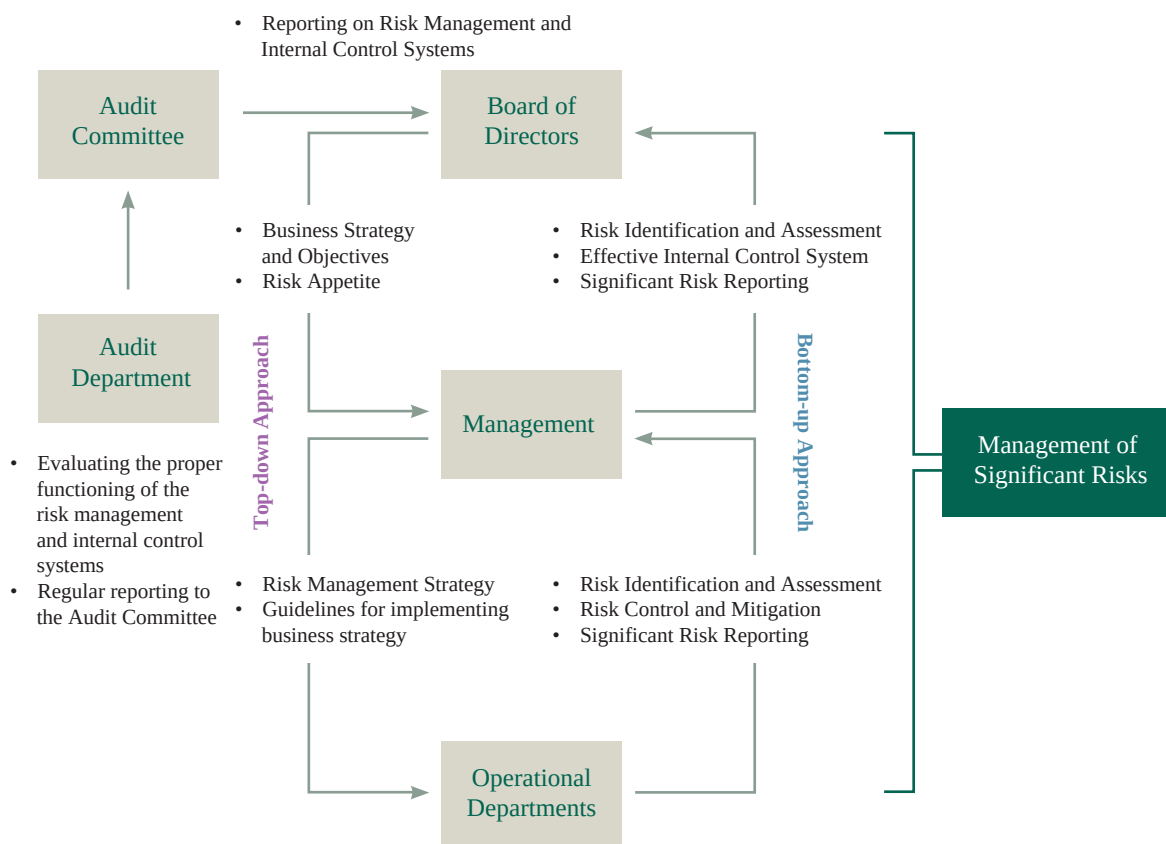 • Reporting on Risk Management and
Internal Control Systems
Audit
Committee
Board of
Directors
• Business Strategy
and Objectives
• Risk Appetite
• Risk Identification and Assessment
• Effective Internal Control System
• Significant Risk Reporting
Audit
Department
Top-down Approach
Bottom-up Approach
Management
Management of
Significant Risks
• Evaluating the proper
functioning of the
risk management
and internal control
systems
• Regular reporting to
the Audit Committee
• Risk Management Strategy
• Guidelines for implementing
business strategy
• Risk Identification and Assessment
• Risk Control and Mitigation
• Significant Risk Reporting
Operational
Departments